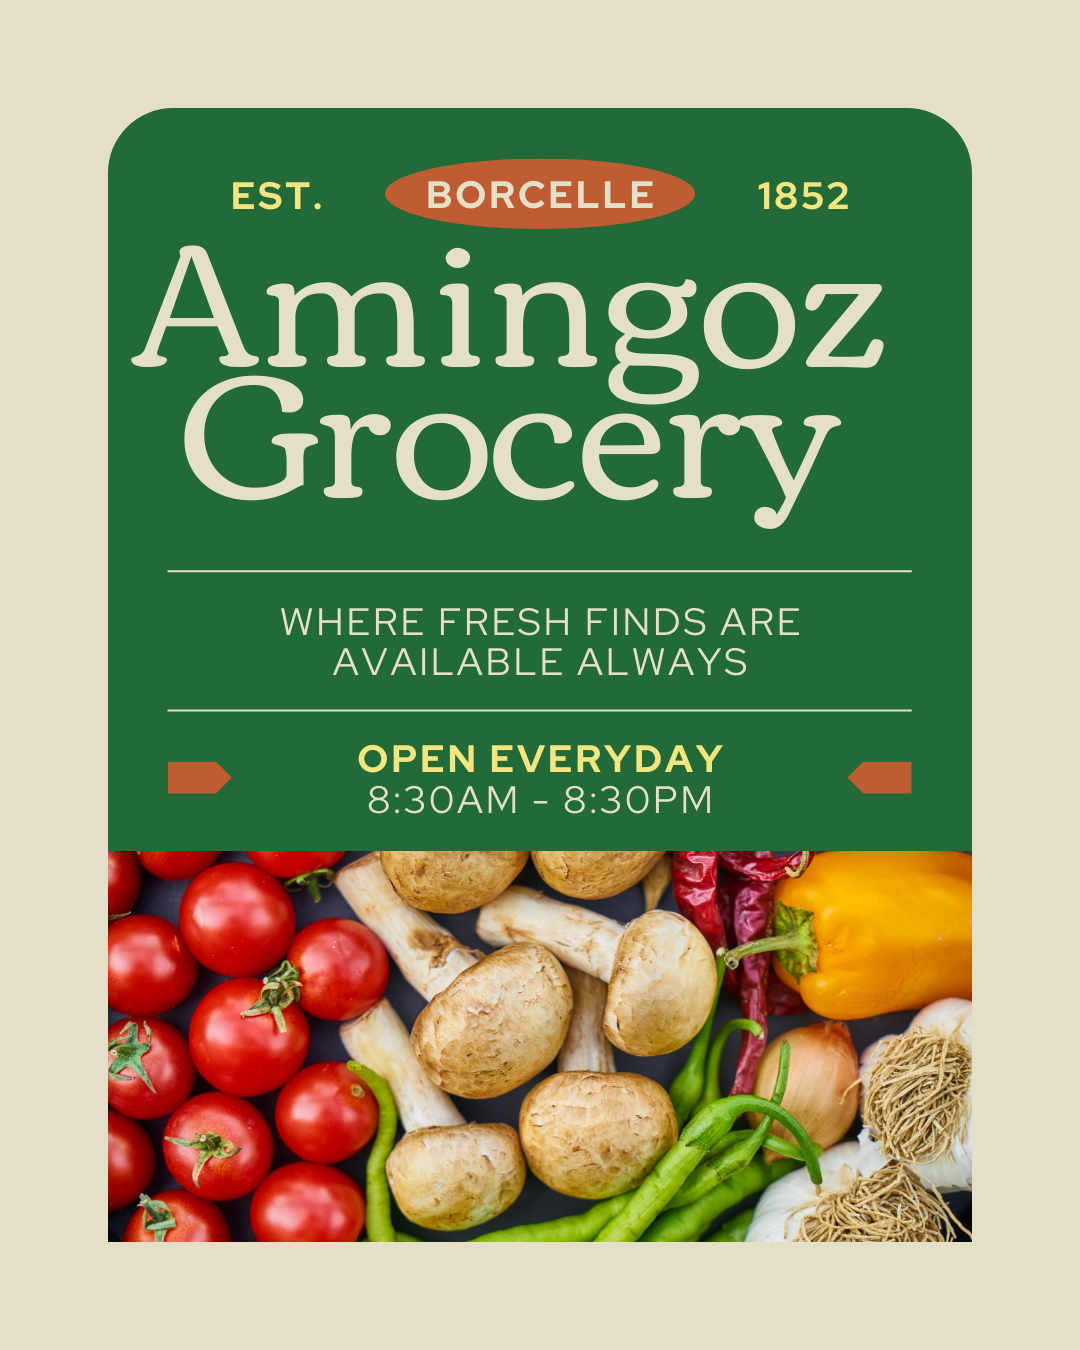 EST. BORCELLE 1852
Amingoz
Grocery
WHERE FRESH FINDS ARE
AVAILABLE ALWAYS
OPEN EVERYDAY
8:30AM - 8:30PM